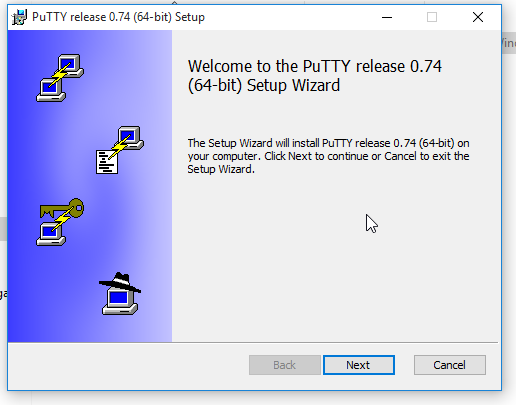 PuTTY release 0.74 (64-bit) Setup
Welcome to the PuTTY release 0.74
(64-bit) Setup Wizard
The Setup Wizard will install PuTTY release 0.74 (64-bit) on
your computer. Click Next to continue or Cancel to exit the
Setup Wizard.
Back
Next
Cancel